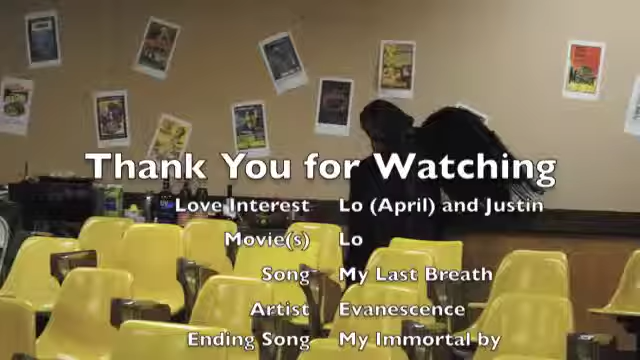 Thank You for Watching
Love Interest Lo (April) and Justin
Movie(s) Lo
Song My Last Breath
Artist Evanescence
Ending Song My Immortal by